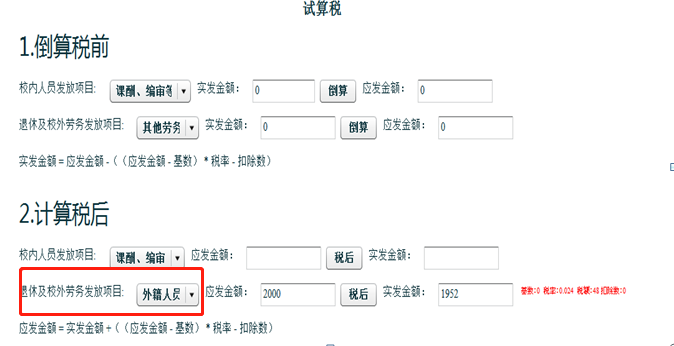 试算税
1.倒算税前
校内人员发放项目: 课酬、编审等 实发金额: 0 倒算 应发金额: 0
退休及校外劳务发放项目: 其他劳务 实发金额: 0 倒算 应发金额: 0
实发金额 = 应发金额 - ( (应发金额 - 基数) * 税率 - 扣除数)
2.计算税后
校内人员发放项目: 课酬、编审 应发金额: 税后 实发金额:
退休及校外劳务发放项目: 外籍人员 应发金额: 2000 税后 实发金额: 1952 基数:0 税率:0.024 税额:48 扣除数:0
应发金额 = 实发金额 + ( (应发金额 - 基数) * 税率 - 扣除数)